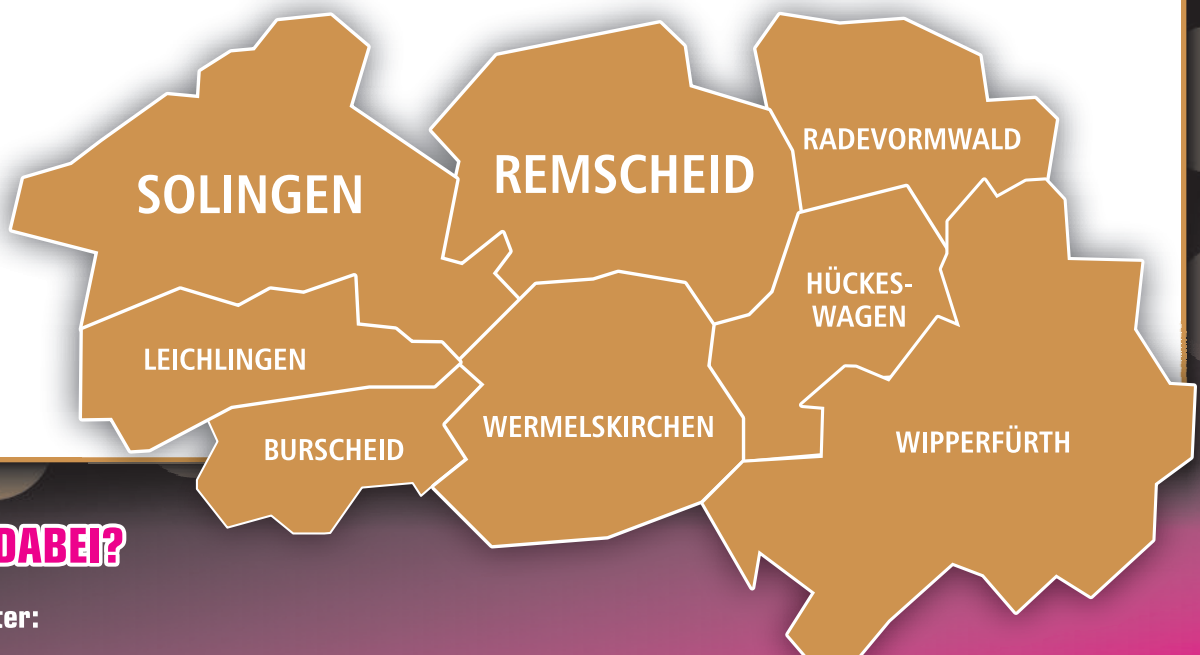 RADEVORMWALD
REMSCHEID
SOLINGEN
HÜCKES-
WAGEN
LEICHLINGEN
WERMELSKIRCHEN
BURSCHEID
WIPPERFÜRTH
DABEI?
ter: